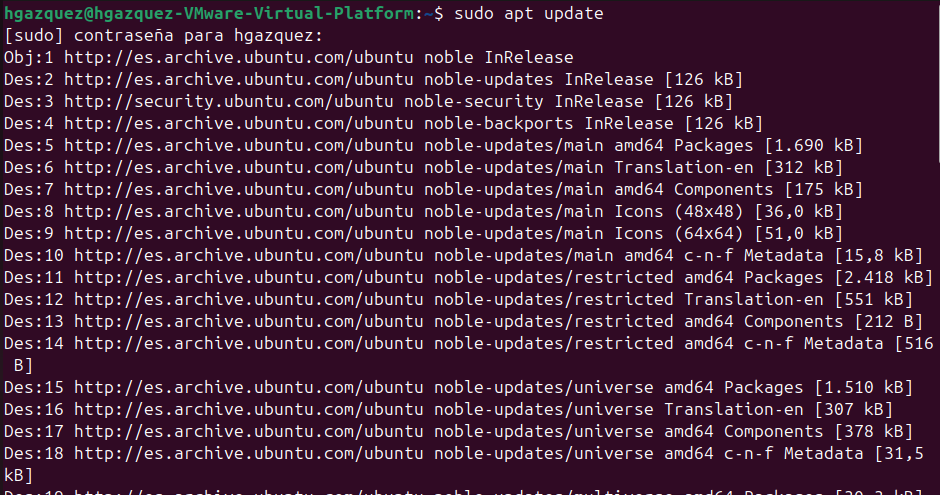 hgazquez@hgazquez-VMware-Virtual-Platform:~$ sudo apt update
[sudo] contraseña para hgazquez:
Obj:1 http://es.archive.ubuntu.com/ubuntu noble InRelease
Des:2 http://es.archive.ubuntu.com/ubuntu noble-updates InRelease [126 kB]
Des:3 http://security.ubuntu.com/ubuntu noble-security InRelease [126 kB]
Des:4 http://es.archive.ubuntu.com/ubuntu noble-backports InRelease [126 kB]
Des:5 http://es.archive.ubuntu.com/ubuntu noble-updates/main amd64 Packages [1.690 kB]
Des:6 http://es.archive.ubuntu.com/ubuntu noble-updates/main Translation-en [312 kB]
Des:7 http://es.archive.ubuntu.com/ubuntu noble-updates/main amd64 Components [175 kB]
Des:8 http://es.archive.ubuntu.com/ubuntu noble-updates/main Icons (48x48) [36,0 kB]
Des:9 http://es.archive.ubuntu.com/ubuntu noble-updates/main Icons (64x64) [51,0 kB]
Des:10 http://es.archive.ubuntu.com/ubuntu noble-updates/main amd64 c-n-f Metadata [15,8 kB]
Des:11 http://es.archive.ubuntu.com/ubuntu noble-updates/restricted amd64 Packages [2.418 kB]
Des:12 http://es.archive.ubuntu.com/ubuntu noble-updates/restricted Translation-en [551 kB]
Des:13 http://es.archive.ubuntu.com/ubuntu noble-updates/restricted amd64 Components [212 B]
Des:14 http://es.archive.ubuntu.com/ubuntu noble-updates/restricted amd64 c-n-f Metadata [516
 B]
Des:15 http://es.archive.ubuntu.com/ubuntu noble-updates/universe amd64 Packages [1.510 kB]
Des:16 http://es.archive.ubuntu.com/ubuntu noble-updates/universe Translation-en [307 kB]
Des:17 http://es.archive.ubuntu.com/ubuntu noble-updates/universe amd64 Components [378 kB]
Des:18 http://es.archive.ubuntu.com/ubuntu noble-updates/universe amd64 c-n-f Metadata [31,5
kB]